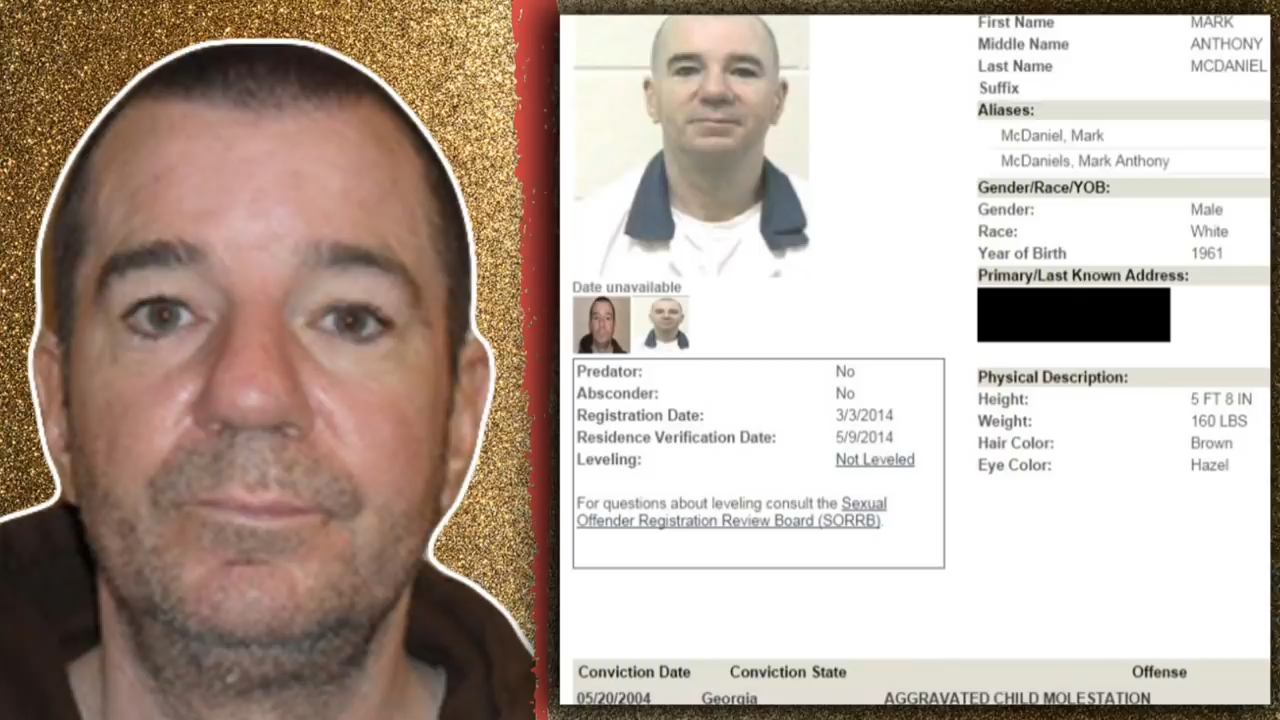 First Name MARK
Middle Name ANTHONY
Last Name MCDANIEL
Suffix
Aliases:
McDaniel, Mark
McDaniels, Mark Anthony
Gender/Race/YOB:
Gender: Male
Race: White
Year of Birth 1961
Primary/Last Known Address:
Date unavailable
Predator: No
Absconder: No
Registration Date: 3/3/2014
Residence Verification Date: 5/9/2014
Leveling: Not Leveled
For questions about leveling consult the Sexual
Offender Registration Review Board (SORRB).
Physical Description:
Height: 5 FT 8 IN
Weight: 160 LBS
Hair Color: Brown
Eye Color: Hazel
Conviction Date Conviction State Offense
05/20/2004 Georgia AGGRAVATED CHILD MOLESTATION